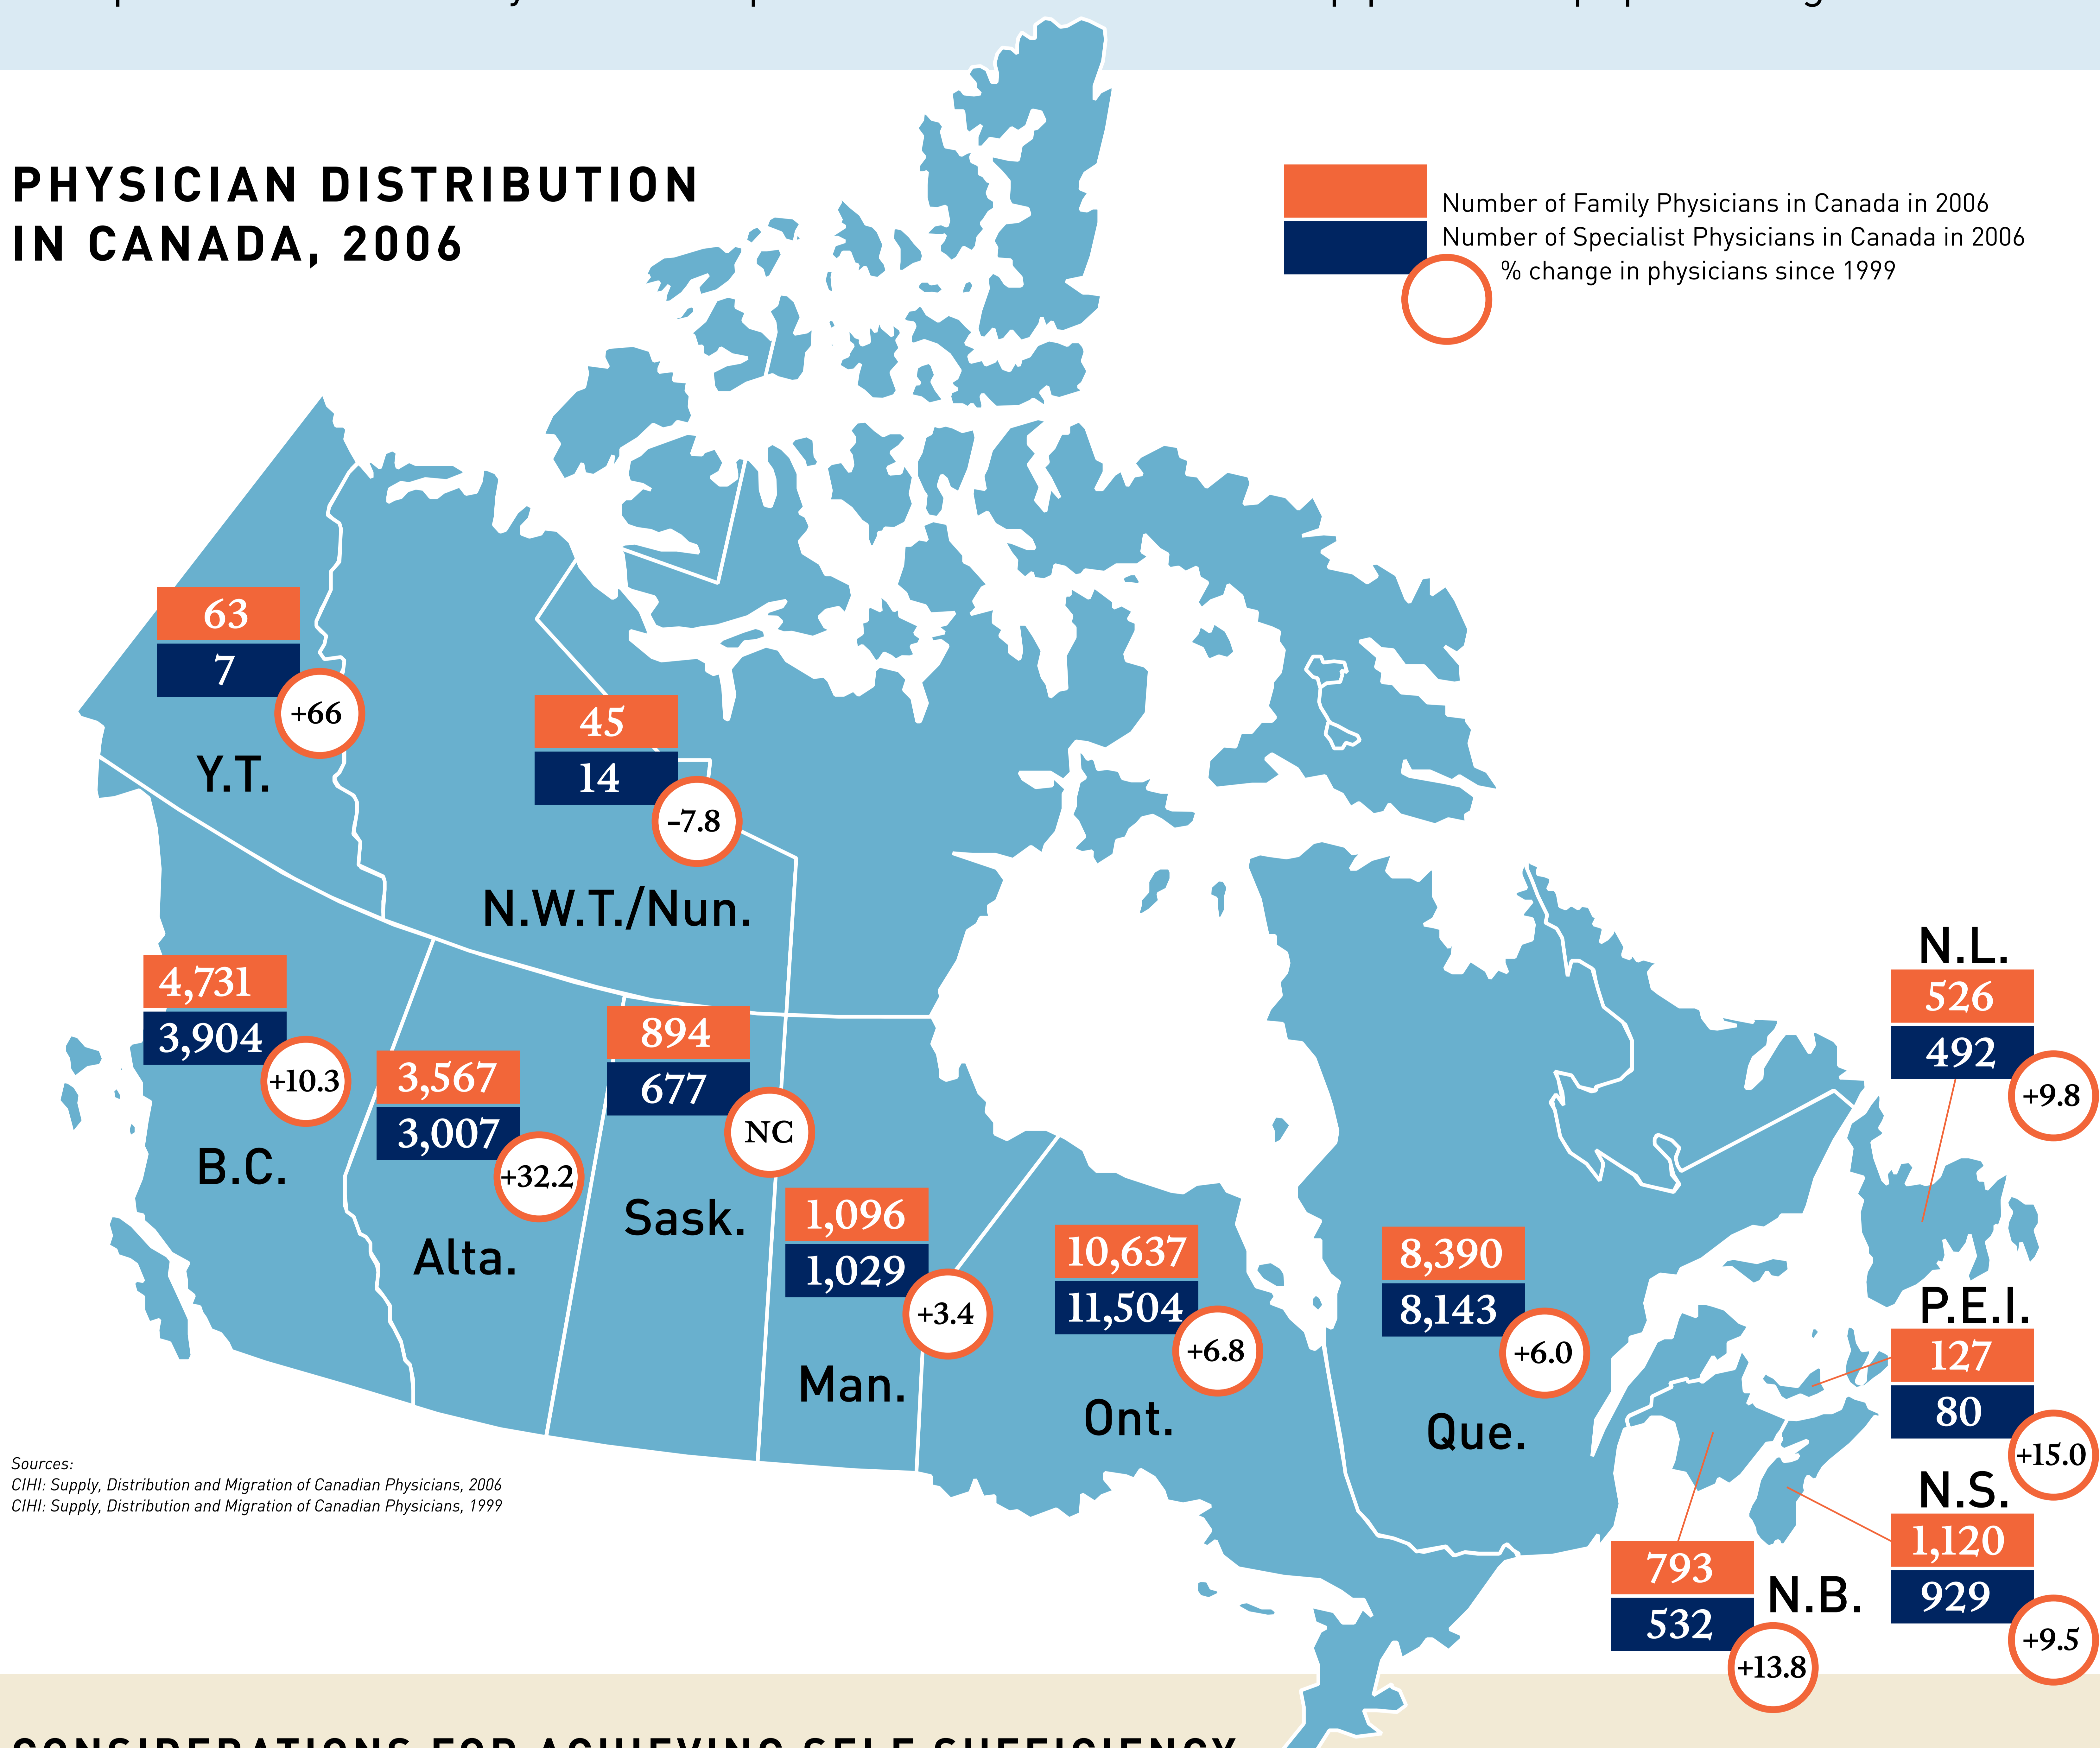 PHYSICIAN DISTRIBUTION
IN CANADA, 2006
Number of Family Physicians in Canada in 2006
Number of Specialist Physicians in Canada in 2006
% change in physicians since 1999
63
7
+66
Y.T.
45
14
-7.8
N.W.T./Nun.
4,731
3,904
+10.3
B.C.
3,567
3,007
+32.2
Alta.
894
677
NC
Sask.
1,096
1,029
+3.4
Man.
10,637
11,504
+6.8
Ont.
8,390
8,143
+6.0
Que.
N.L.
526
492
+9.8
P.E.I.
127
80
+15.0
N.S.
1,120
929
+9.5
793
532
N.B.
+13.8
Sources:
CIHI: Supply, Distribution and Migration of Canadian Physicians, 2006
CIHI: Supply, Distribution and Migration of Canadian Physicians, 1999
CONSIDERATIONS FOR ACHIEVING SELF SUFFICIENCY